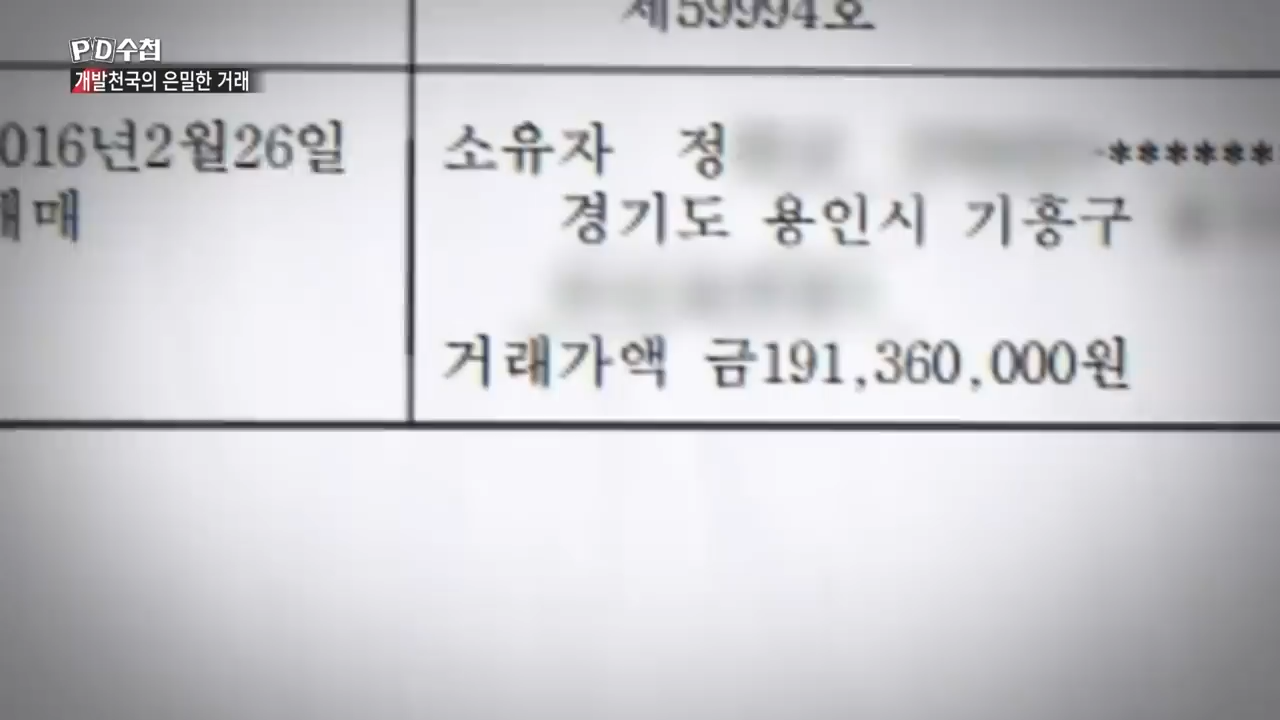 PD수첩
개발천국의 은밀한 거래
제59994호
016년2월26일
매매
소유자 정 -******
경기도 용인시 기흥구
거래가액 금191,360,000원